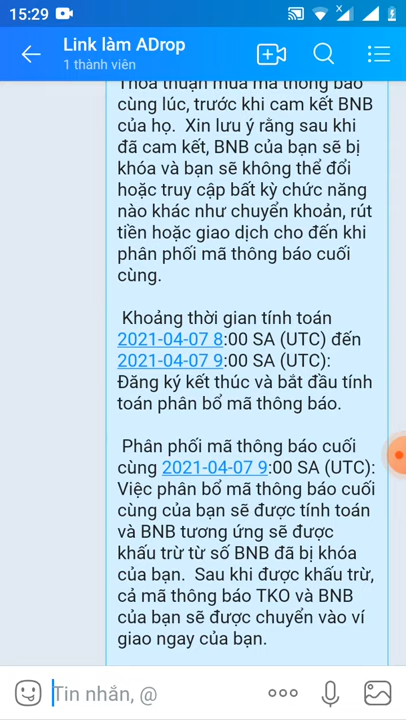 15:29
Link làm ADrop
1 thành viên
Thỏa thuận mua mã thông báo
cùng lúc, trước khi cam kết BNB
của họ.  Xin lưu ý rằng sau khi
đã cam kết, BNB của bạn sẽ bị
khóa và bạn sẽ không thể đổi
hoặc truy cập bất kỳ chức năng
nào khác như chuyển khoản, rút
tiền hoặc giao dịch cho đến khi
phân phối mã thông báo cuối
cùng.
Khoảng thời gian tính toán
2021-04-07 8:00 SA (UTC) đến
2021-04-07 9:00 SA (UTC):
Đăng ký kết thúc và bắt đầu tính
toán phân bổ mã thông báo.
Phân phối mã thông báo cuối
cùng 2021-04-07 9:00 SA (UTC):
Việc phân bổ mã thông báo cuối
cùng của bạn sẽ được tính toán
và BNB tương ứng sẽ được
khấu trừ từ số BNB đã bị khóa
của bạn.  Sau khi được khấu trừ,
cả mã thông báo TKO và BNB
của bạn sẽ được chuyển vào ví
giao ngay của bạn.
Tin nhắn, @